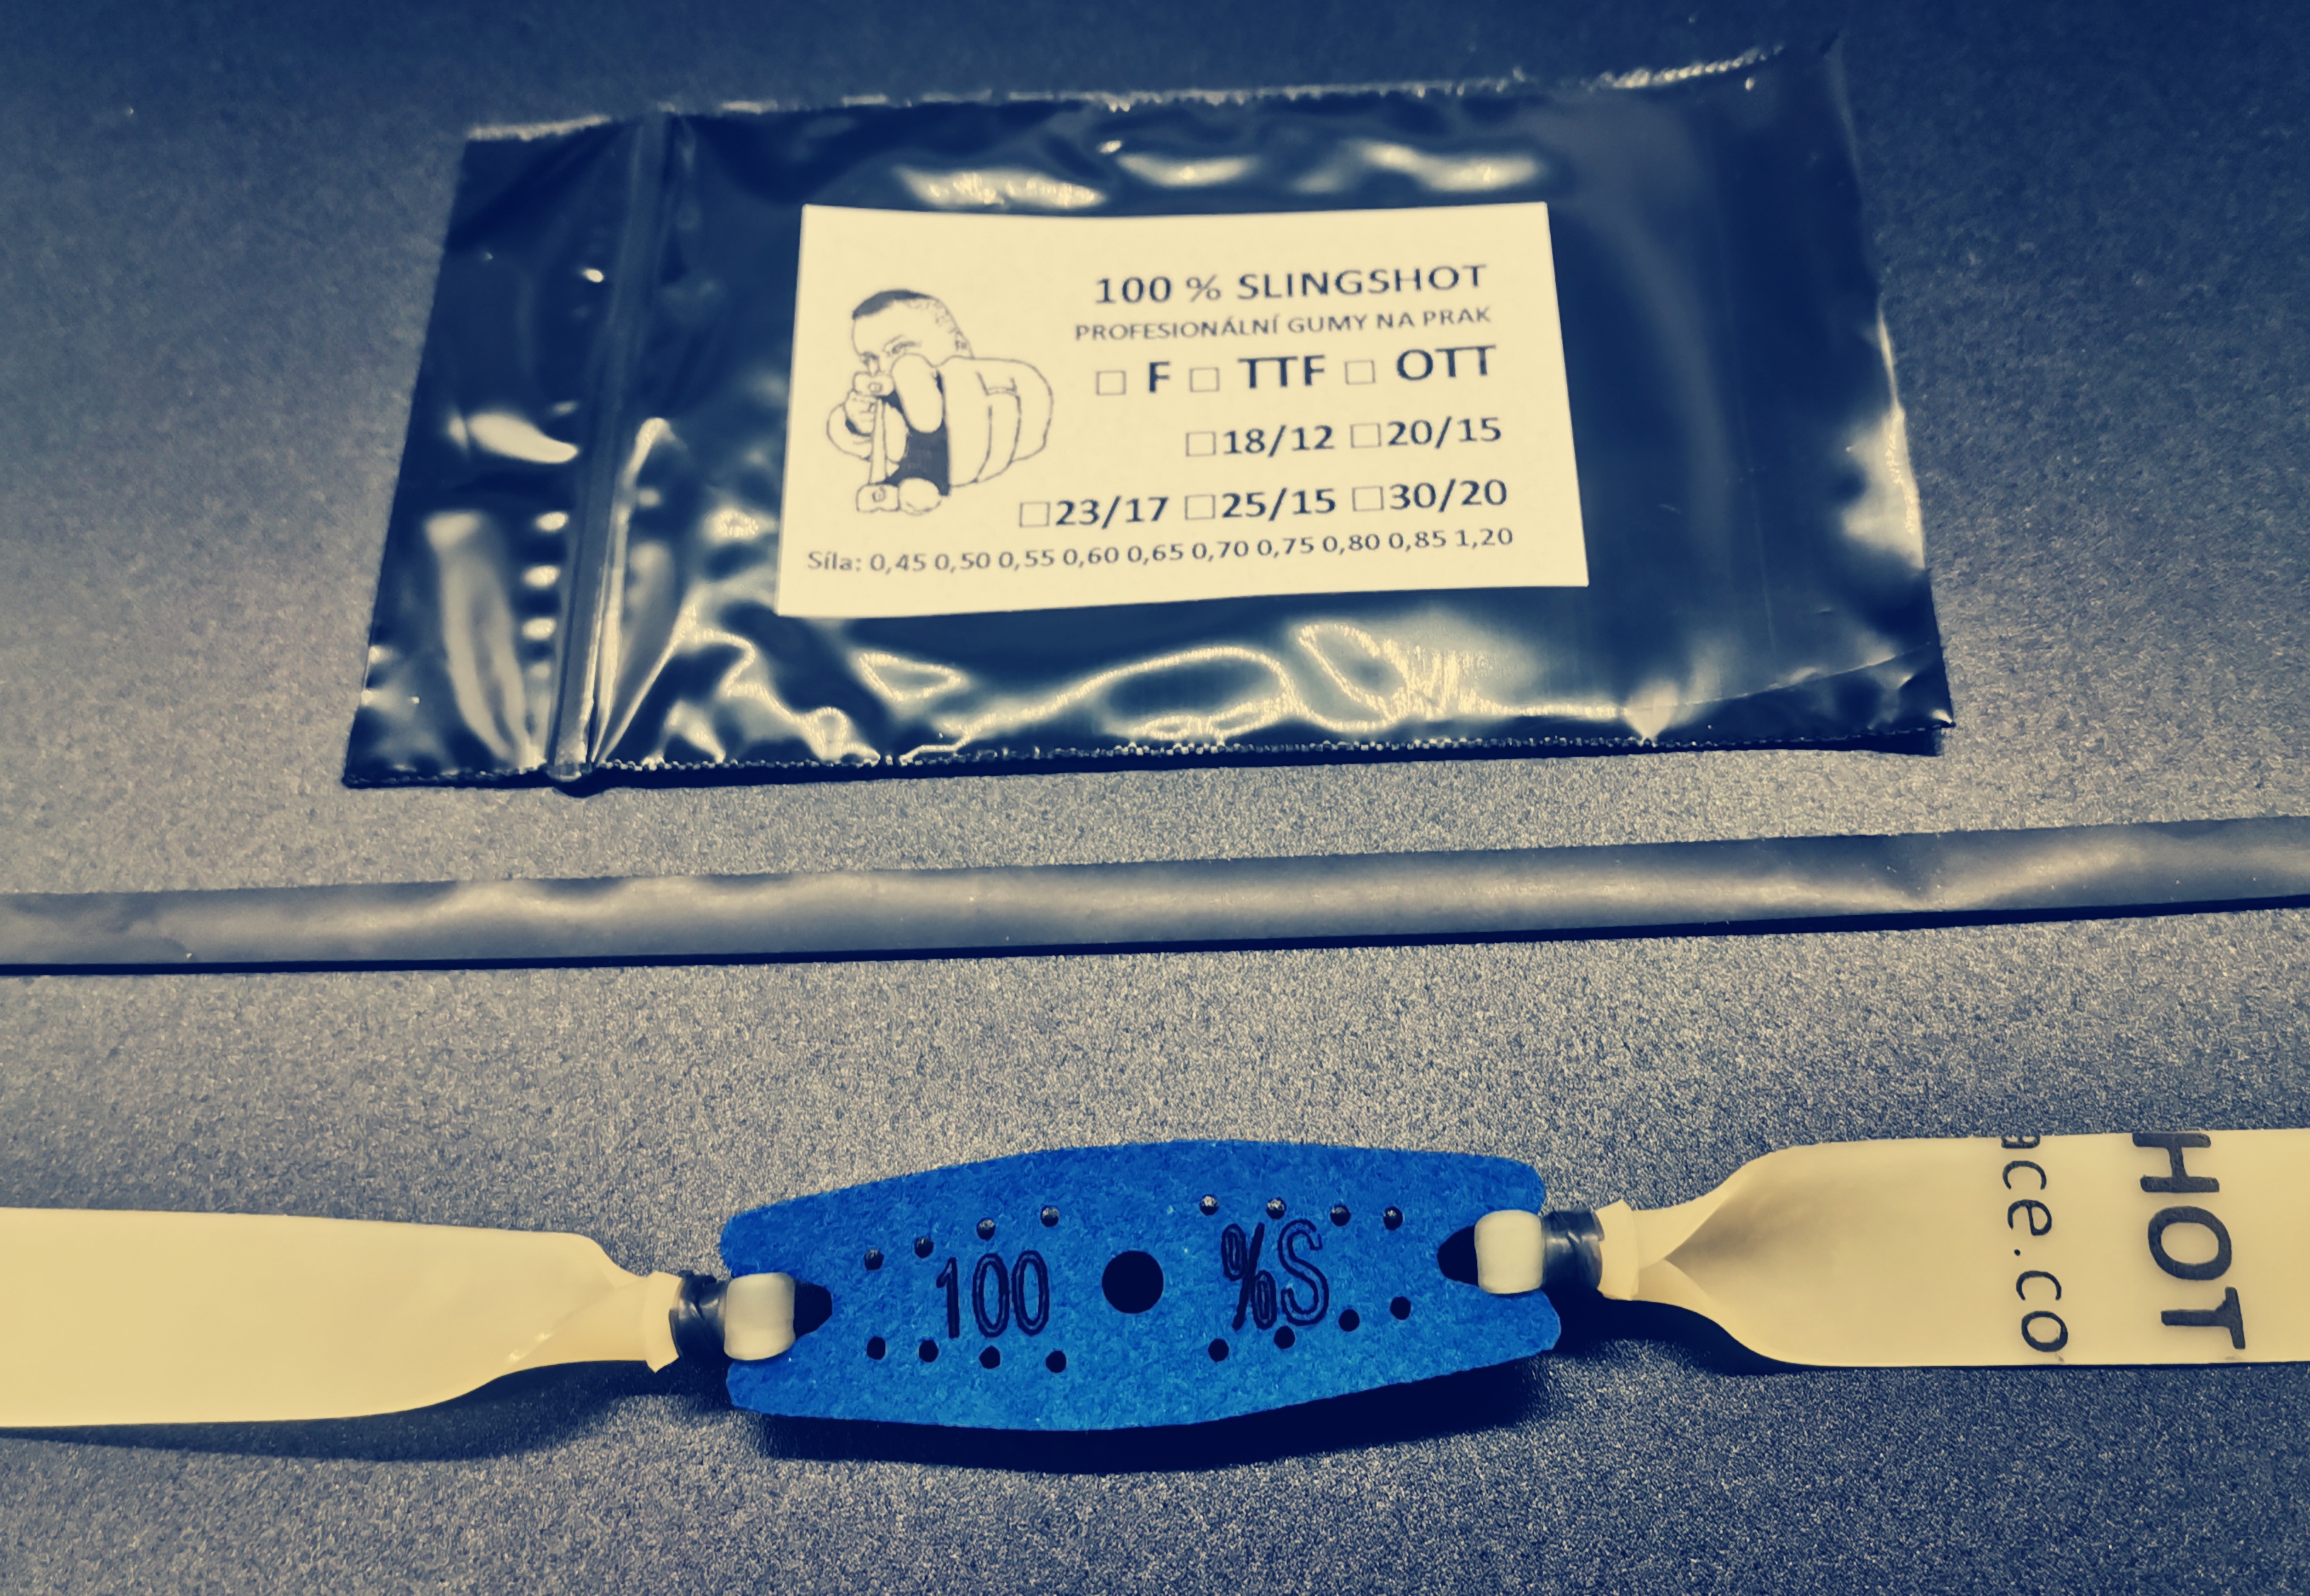 100 % SLINGSHOT
PROFESIONÁLNÍ GUMY NA PRAK
☐ F ☐ TTF ☐ OTT
☐18/12 ☐20/15
☐23/17 ☐25/15 ☐30/20
Síla: 0,45 0,50 0,55 0,60 0,65 0,70 0,75 0,80 0,85 1,20
100 %S
HOT
ace.co